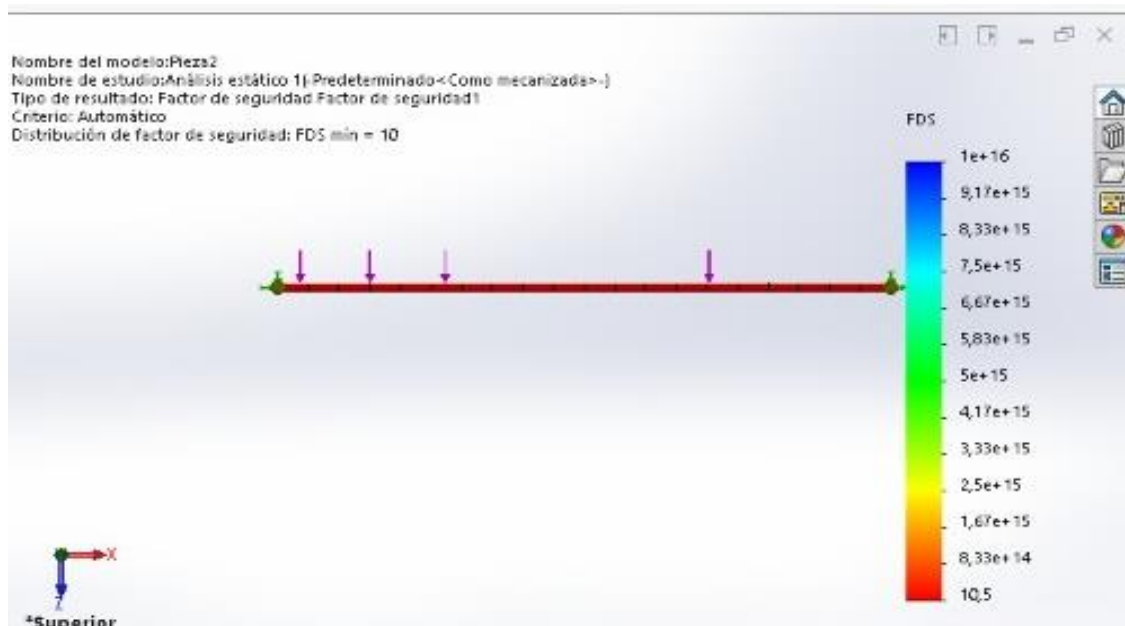 Nombre del modelo:Pieza2
Nombre de estudio:Análisis estático 1(-Predeterminado<Como mecanizada>-)
Tipo de resultado: Factor de seguridad Factor de seguridad1
Criterio: Automático
Distribución de factor de seguridad: FDS min = 10
FDS
1e+16
9,17e+15
8,33e+15
7,5e+15
6,67e+15
5,83e+15
5e+15
4,17e+15
3,33e+15
2,5e+15
1,67e+15
8,33e+14
10,5
X
Z
*Superior